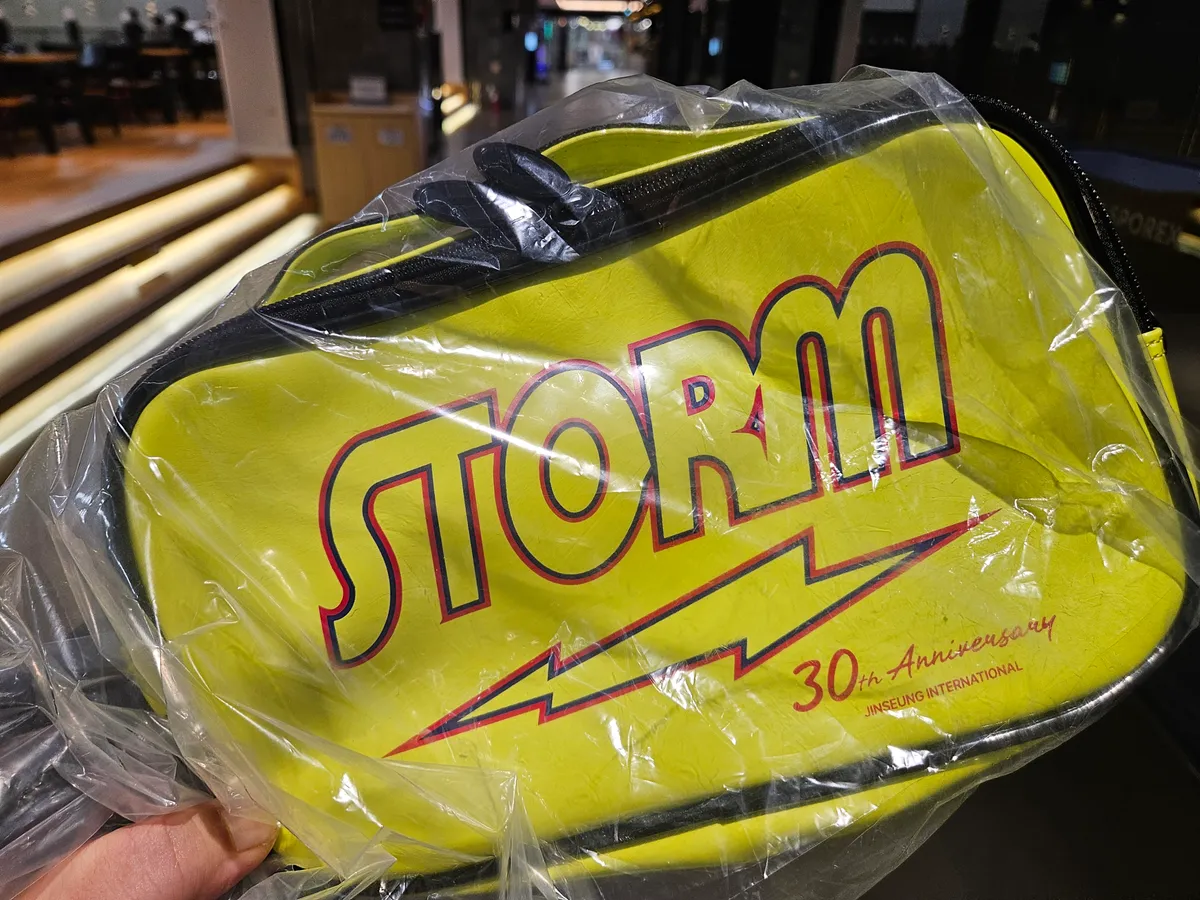 STORM
30th Anniversary
JINSEUNG INTERNATIONAL